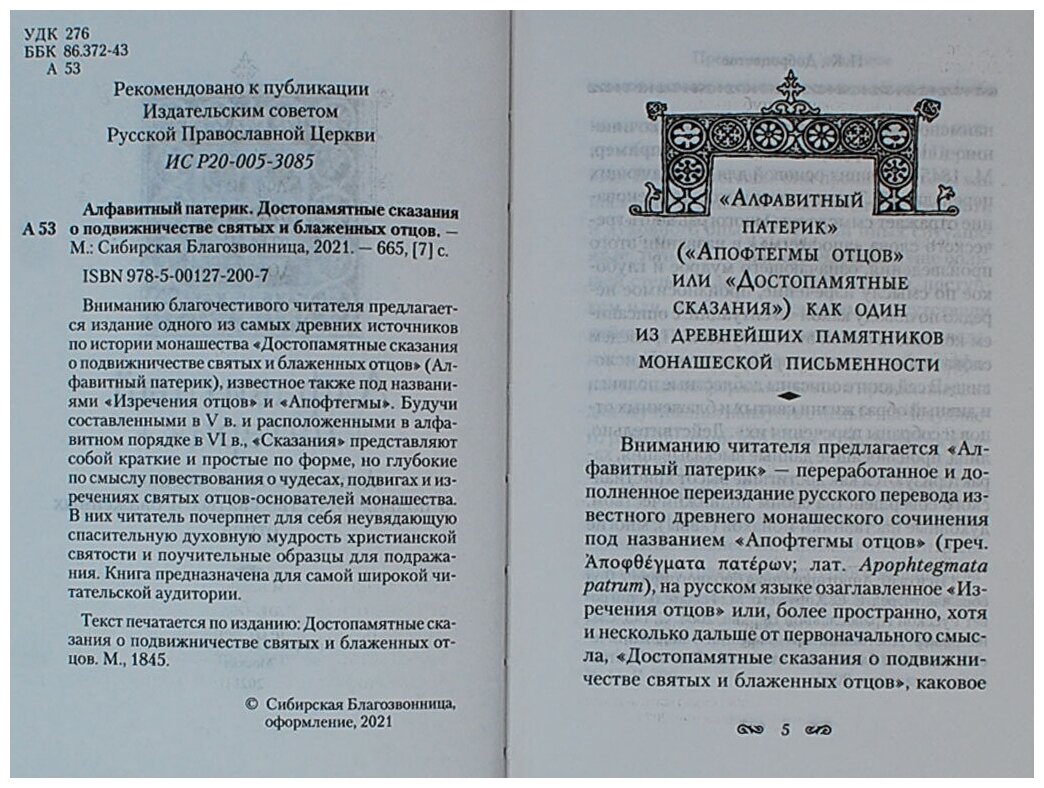 УДК 276
ББК 86.372-43
А 53
Рекомендовано к публикации
Издательским советом
Русской Православной Церкви
ИС Р20-005-3085
Алфавитный патерик. Достопамятные сказания
А 53 о подвижничестве святых и блаженных отцов. —
М.: Сибирская Благозвонница, 2021. — 665, [7] с.
ISBN 978-5-00127-200-7
Вниманию благочестивого читателя предлагает-
ся издание одного из самых древних источников
по истории монашества «Достопамятные сказания
о подвижничестве святых и блаженных отцов» (Ал-
фавитный патерик), известное также под названи-
ями «Изречения отцов» и «Апофтегмы». Будучи
составленными в V в. и расположенными в алфа-
витном порядке в VI в., «Сказания» представляют
собой краткие и простые по форме, но глубокие
по смыслу повествования о чудесах, подвигах и из-
речениях святых отцов-основателей монашества.
В них читатель почерпнет для себя неувядающую
спасительную духовную мудрость христианской
святости и поучительные образцы для подража-
ния. Книга предназначена для самой широкой чи-
тательской аудитории.
Текст печатается по изданию: Достопамятные ска-
зания о подвижничестве святых и блаженных от-
цов. М., 1845.
© Сибирская Благозвонница,
оформление, 2021
«Алфавитный
патерик»
(«Апофтегмы отцов»
или «Достопамятные
сказания») как один
из древнейших памятников
монашеской письменности
Вниманию читателя предлагается «Ал-
фавитный патерик» — переработанное и до-
полненное переиздание русского перевода из-
вестного древнего монашеского сочинения
под названием «Апофтегмы отцов» (греч.
Ἀποφθέγματα πατέρων; лат. Apophtegmata
patrum), на русском языке озаглавленное «Из-
речения отцов» или, более пространно, хотя
и несколько дальше от первоначального смыс-
ла, «Достопамятные сказания о подвижни-
честве святых и блаженных отцов», каковое
5